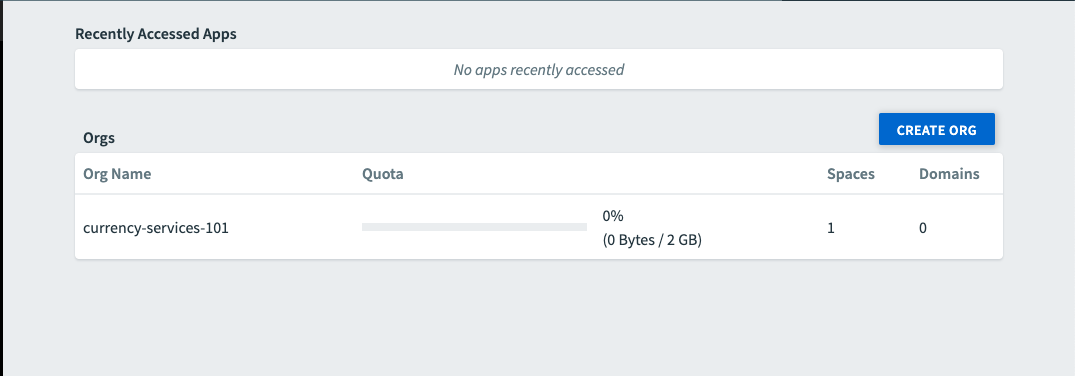 Recently Accessed Apps
No apps recently accessed
Orgs
CREATE ORG
Org Name Quota Spaces Domains
currency-services-101 0% (0 Bytes / 2 GB) 1 0